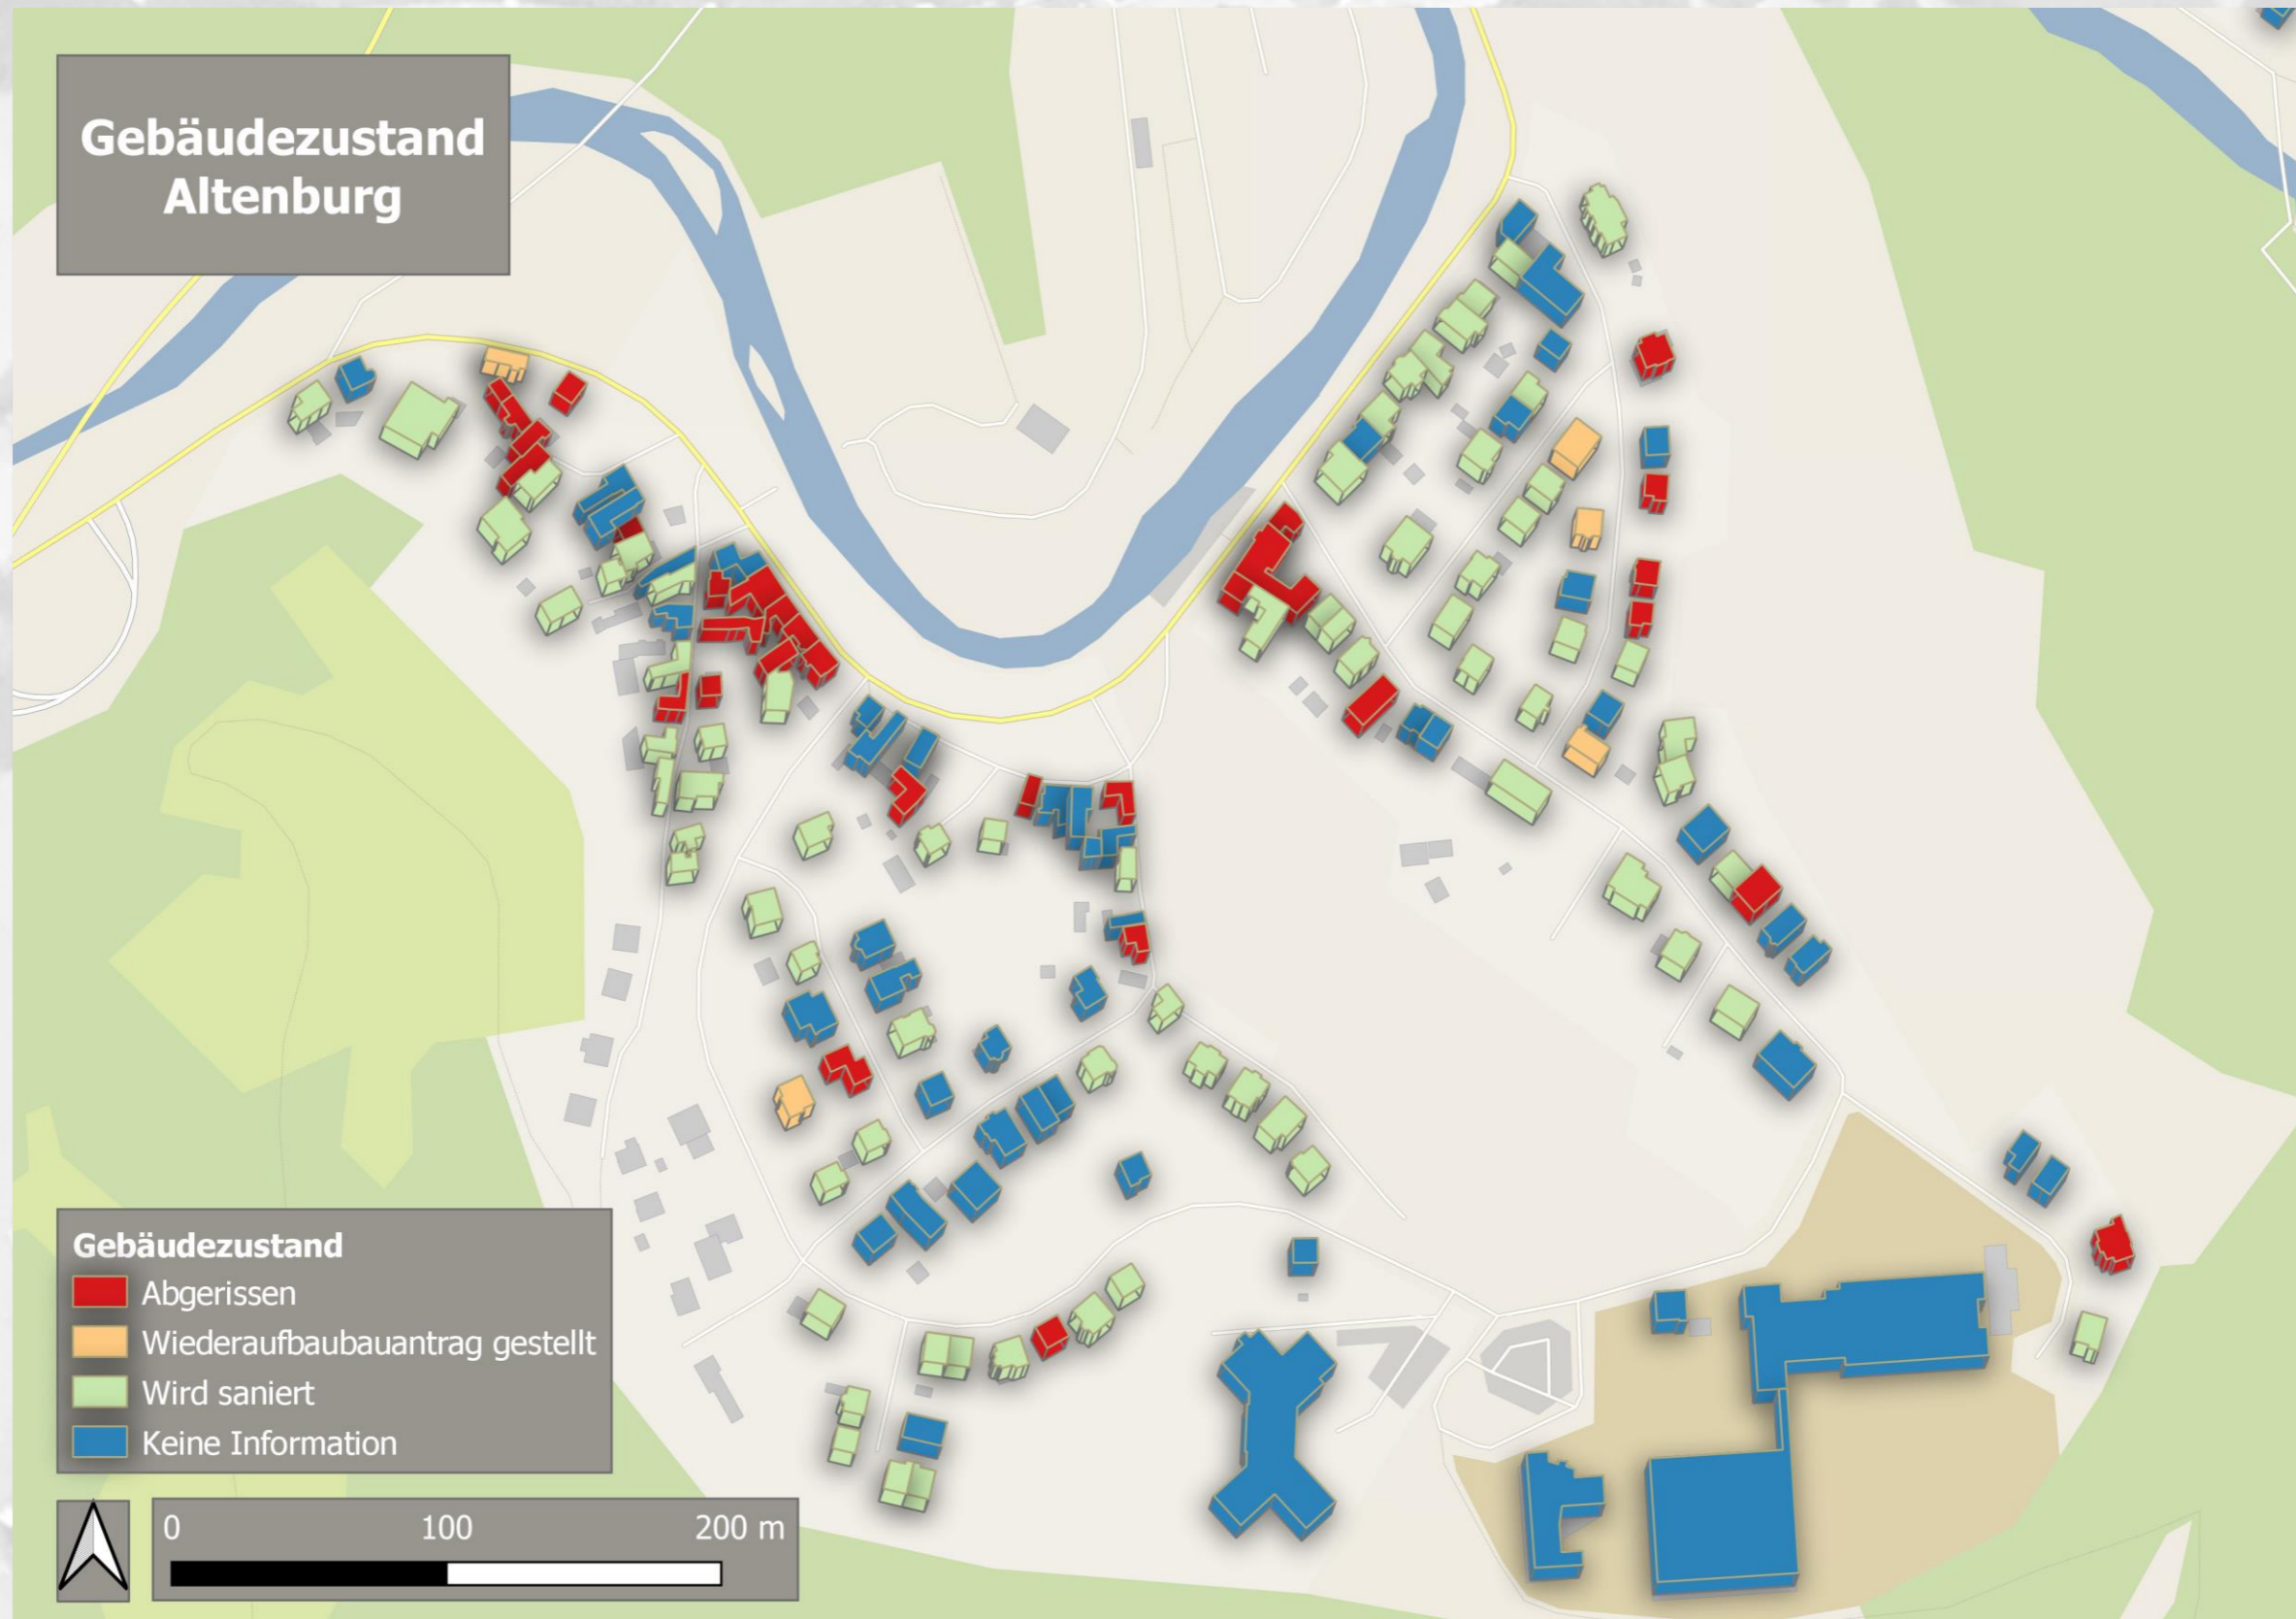 Gebäudezustand
Altenburg
Gebäudezustand
Abgerissen
Wiederaufbaubauantrag gestellt
Wird saniert
Keine Information
0 100 200 m